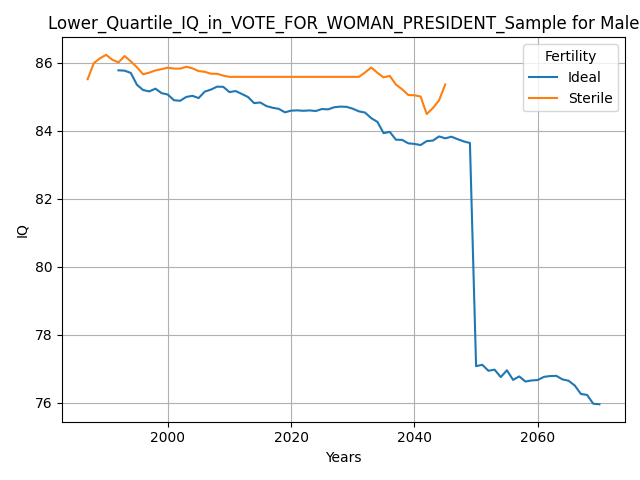 Lower_Quartile_IQ_in_VOTE_FOR_WOMAN_PRESIDENT_Sample for Male
Fertility
Ideal
Sterile
86
84
82
80
78
76
IQ
2000
2020
2040
2060
Years